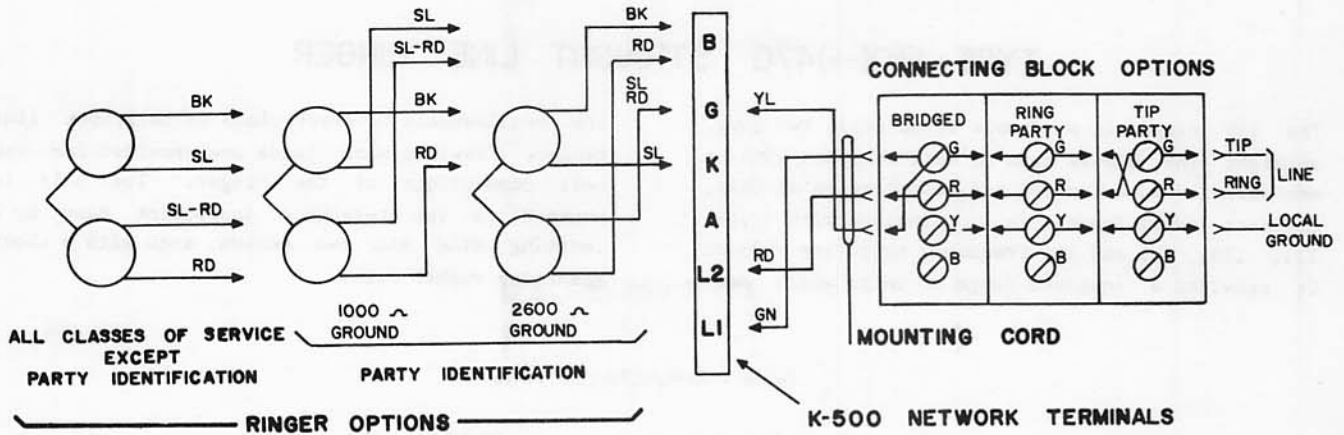 SL
SL-RD
BK
SL
SL-RD
RD
BK
RD
BK
RD
SL
RD
SL
B
G
K
A
L2
L1
YL
RD
GN
CONNECTING BLOCK OPTIONS
BRIDGED
RING PARTY
TIP PARTY
G
R
Y
B
G
R
Y
B
G
R
Y
B
TIP
RING
LINE
LOCAL
GROUND
MOUNTING CORD
1000 Ω
GROUND
2600 Ω
GROUND
ALL CLASSES OF SERVICE
EXCEPT
PARTY IDENTIFICATION
PARTY IDENTIFICATION
RINGER OPTIONS
K-500 NETWORK TERMINALS